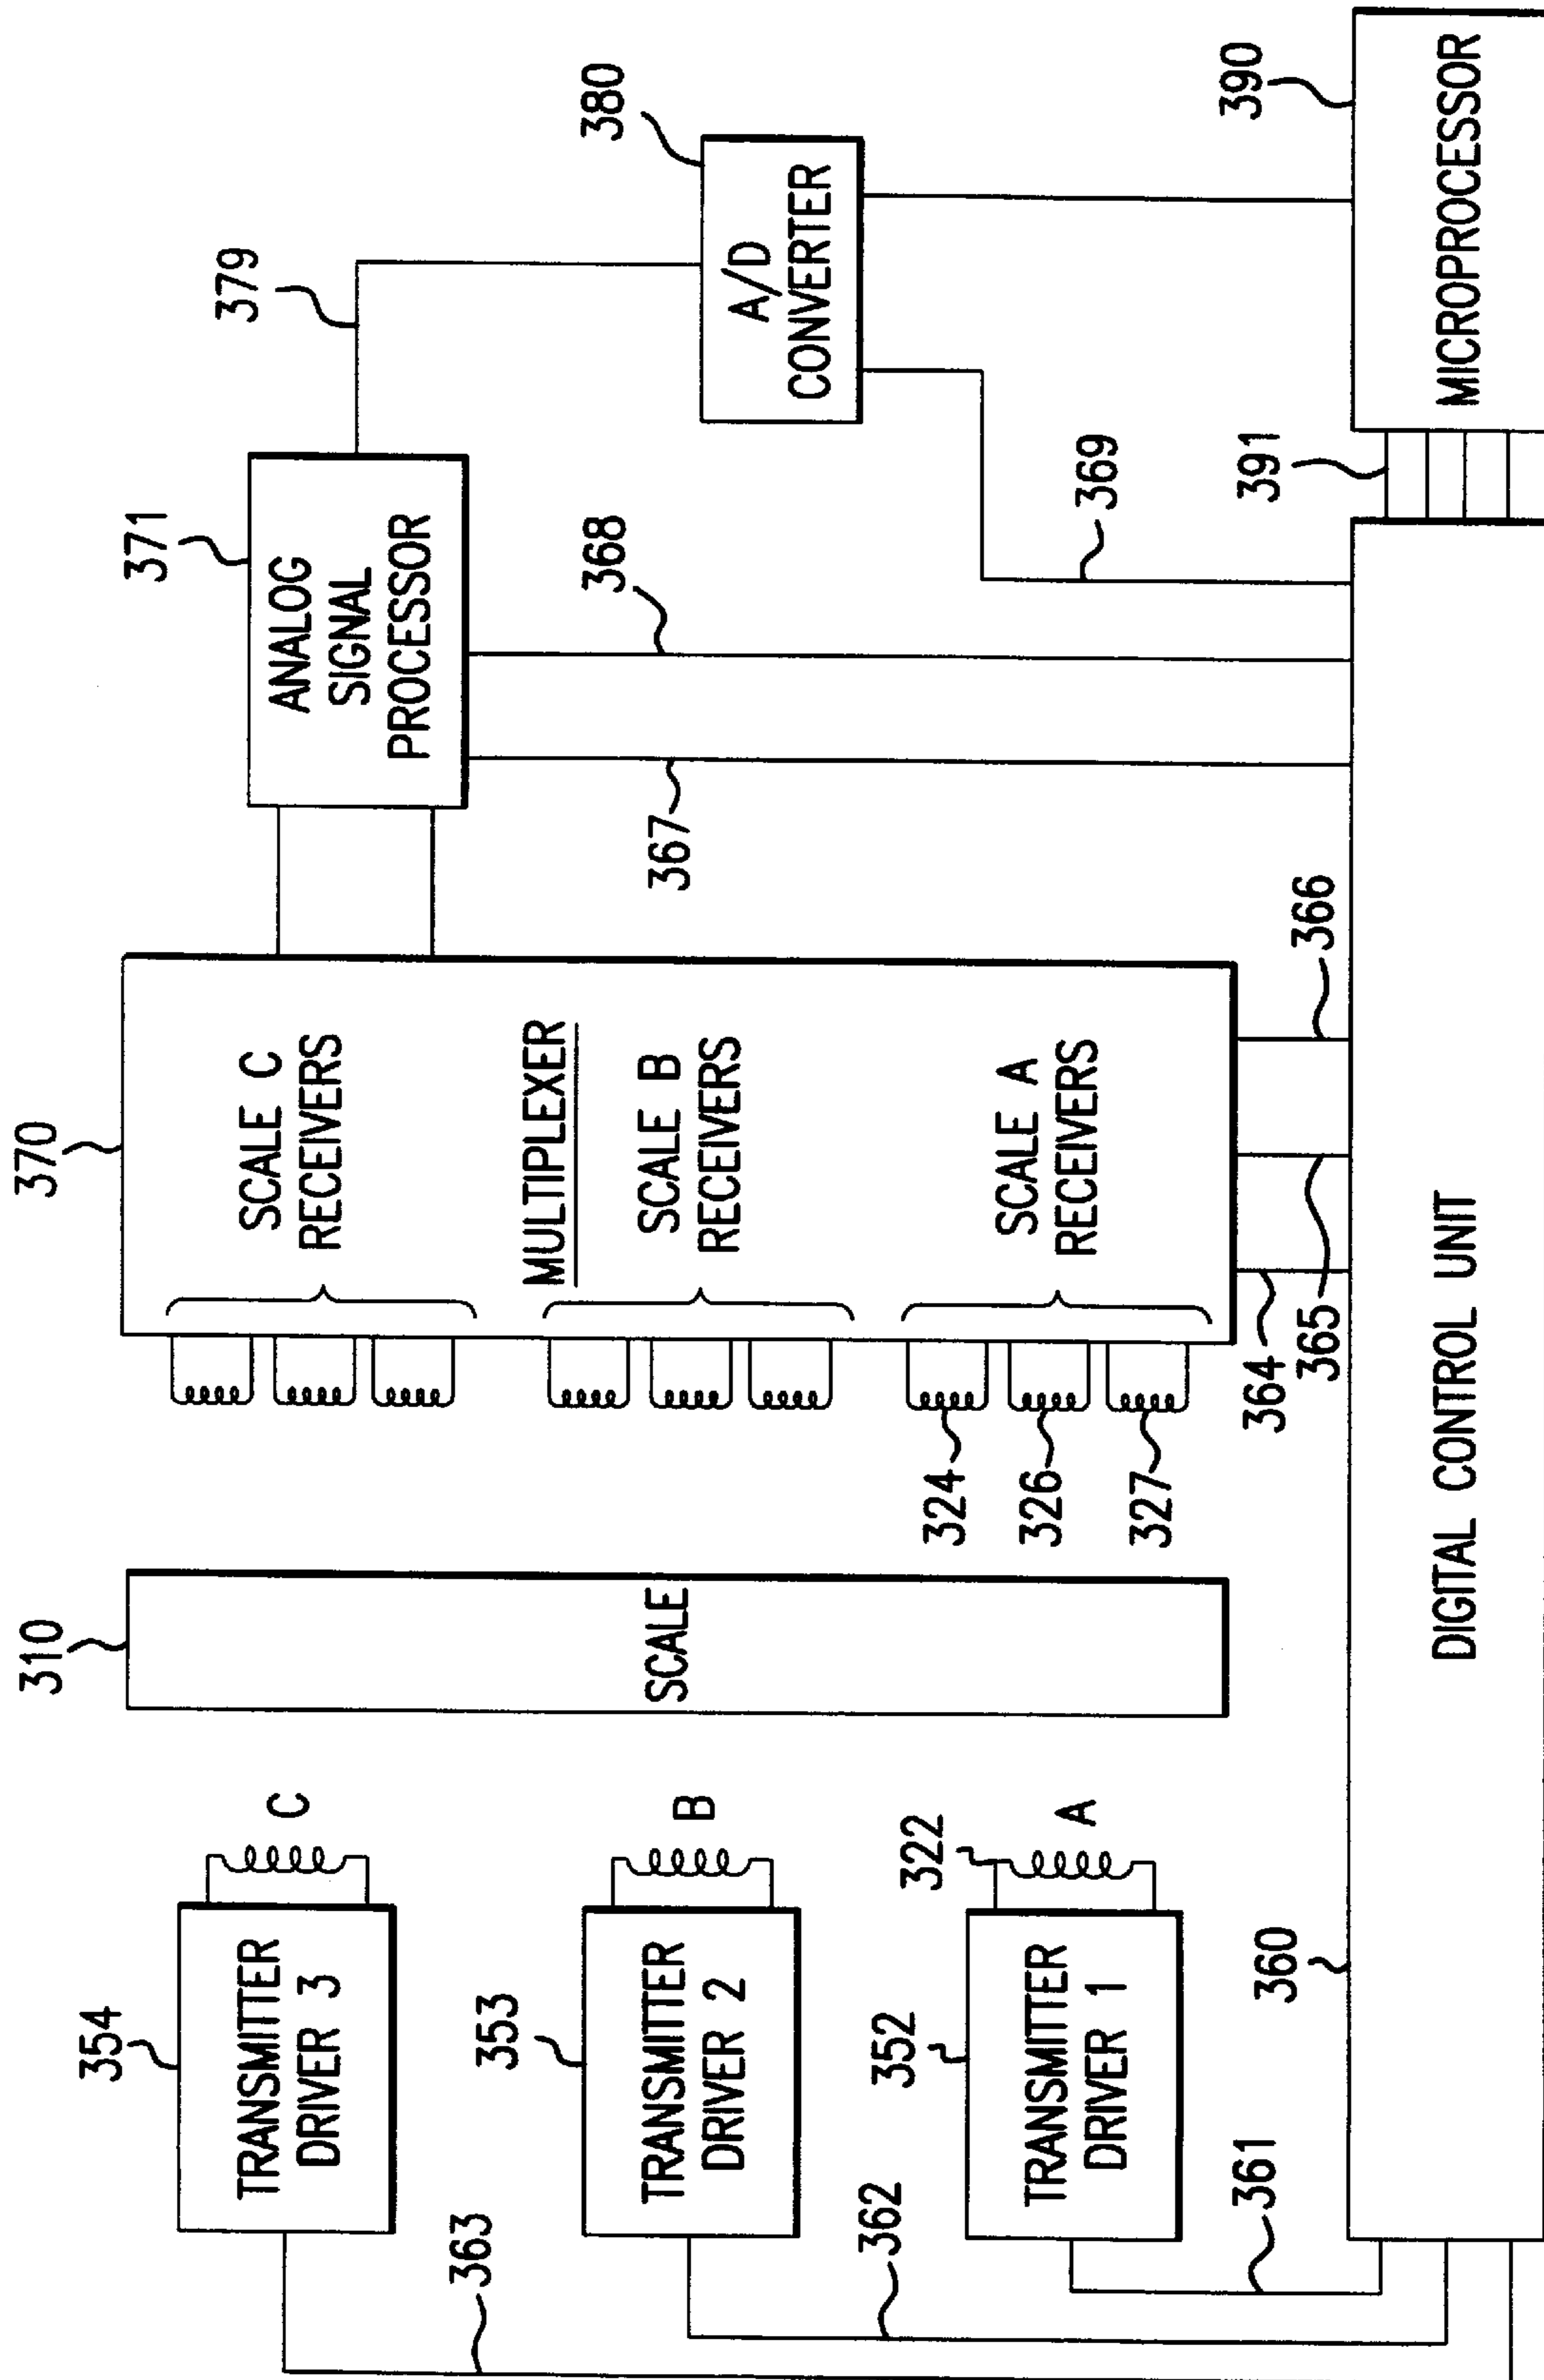 354
TRANSMITTER
DRIVER 3
C
310
SCALE
370
SCALE C
RECEIVERS
MULTIPLEXER
SCALE B
RECEIVERS
SCALE A
RECEIVERS
371
ANALOG
SIGNAL
PROCESSOR
379
380
A/D
CONVERTER
353
TRANSMITTER
DRIVER 2
B
352
TRANSMITTER
DRIVER 1
322
A
324
326
327
363
362
361
364
365
366
367
368
369
360
DIGITAL CONTROL UNIT
391
390
MICROPROCESSOR